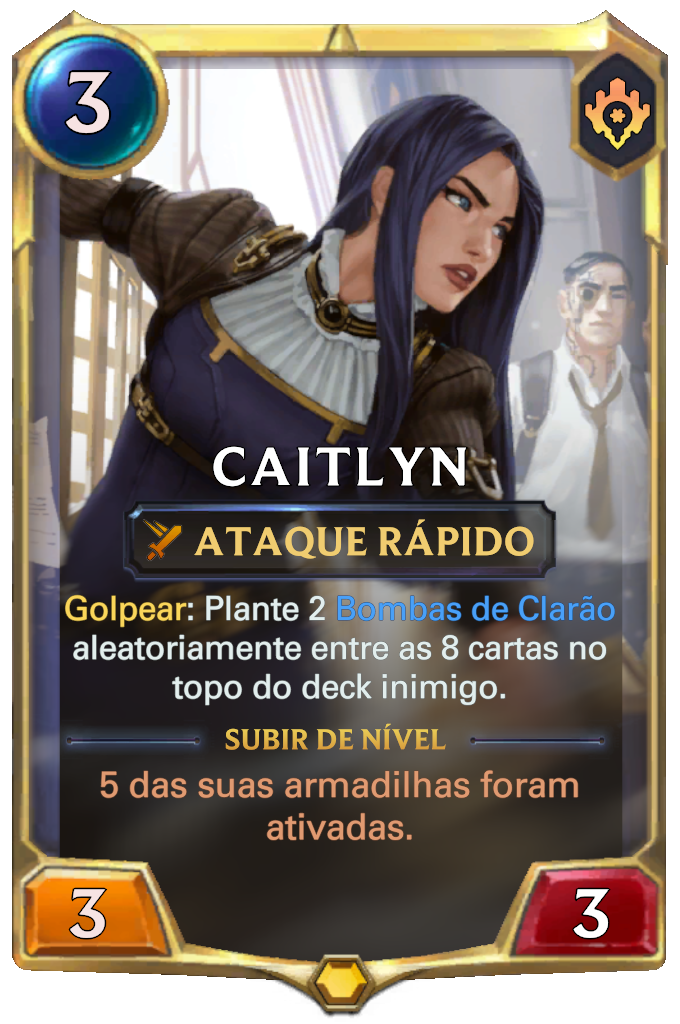 3
CAITLYN
ATAQUE RÁPIDO
Golpear: Plante 2 Bombas de Clarão
aleatoriamente entre as 8 cartas no
topo do deck inimigo.
SUBIR DE NÍVEL
5 das suas armadilhas foram
ativadas.
3
3